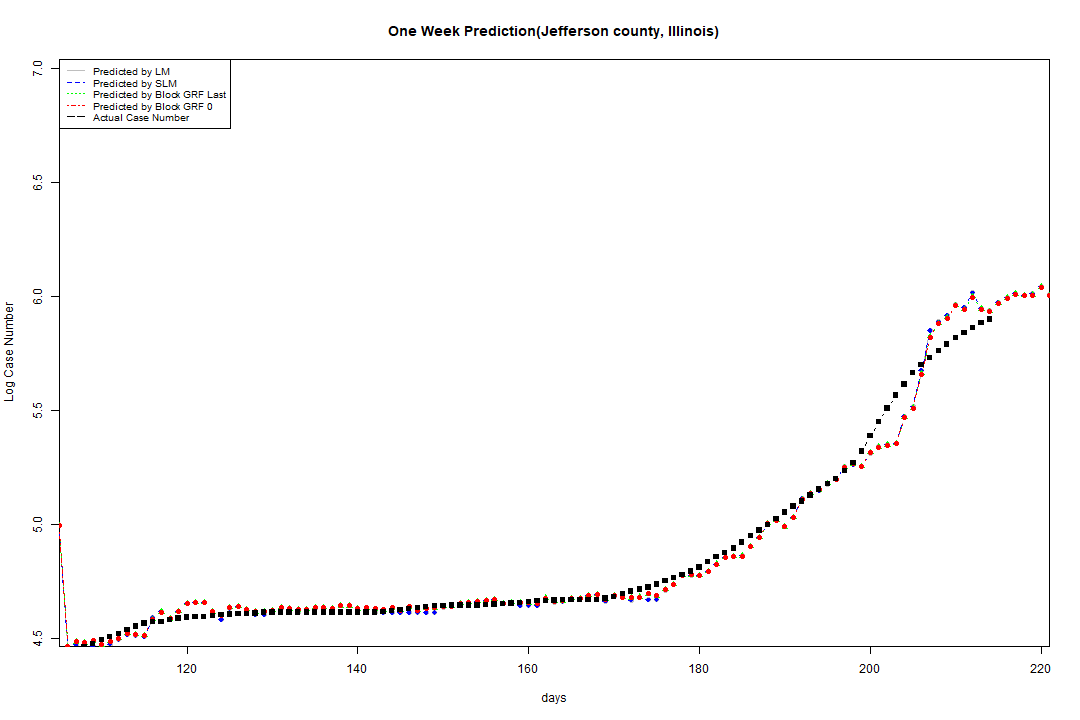 One Week Prediction(Jefferson county, Illinois)
Predicted by LM
Predicted by SLM
Predicted by Block GRF Last
Predicted by Block GRF 0
Actual Case Number
7.0
6.5
6.0
5.5
5.0
4.5
Log Case Number
120 140 160 180 200 220
days